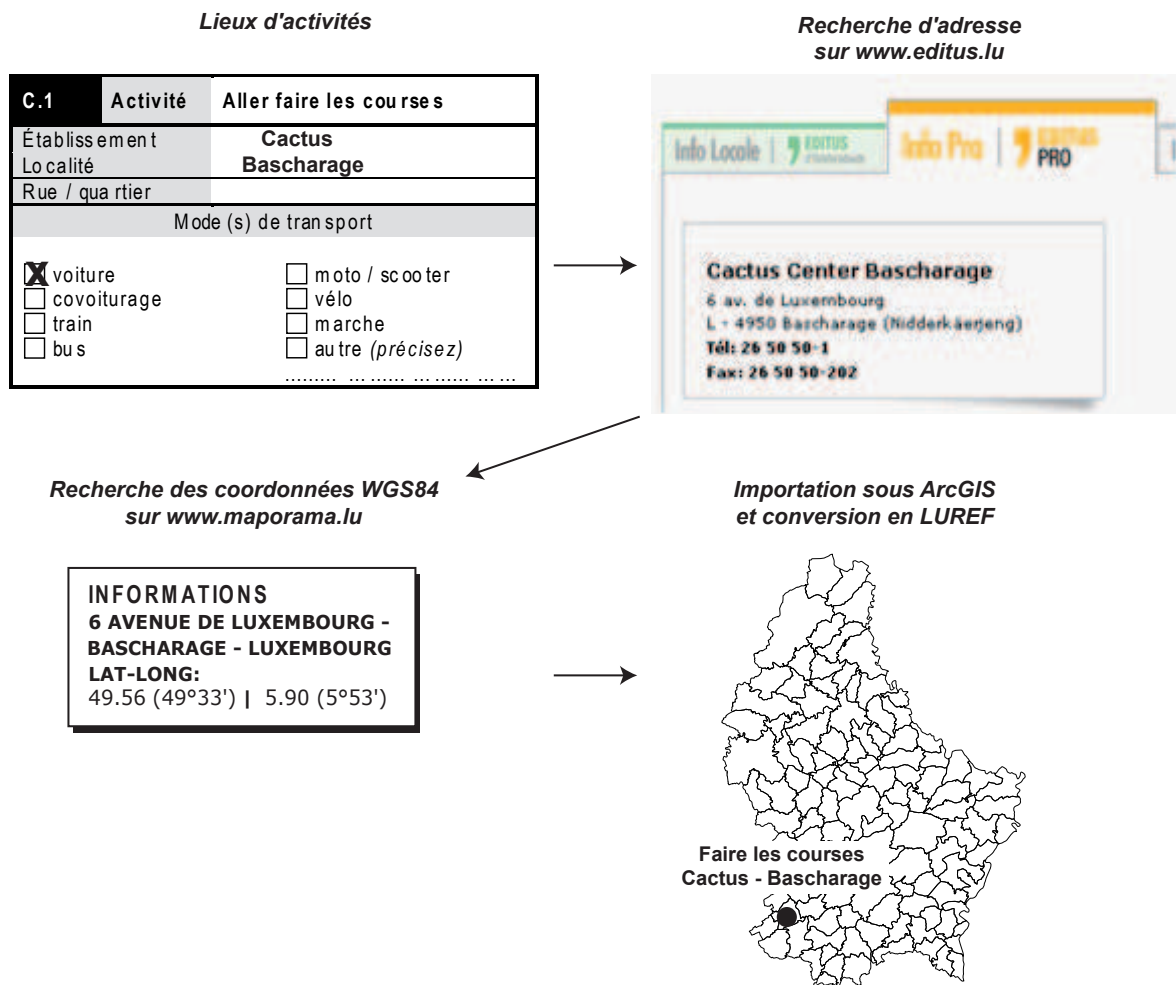 Lieux d'activités
C.1 Activité Aller faire les courses
Établissement Cactus
Localité Bascharage
Rue / quartier
Mode (s) de transport
X voiture
covoiturage
train
bus
moto / scooter
vélo
marche
autre (précisez)
......... ... ...... ... ...... ... ...
Recherche d'adresse
sur www.editus.lu
Info Locale | EDITUS
Info Pro | editus PRO
Cactus Center Bascharage
6 av. de Luxembourg
L - 4950 Bascharage (Nidderkäerjeng)
Tél: 26 50 50-1
Fax: 26 50 50-202
Recherche des coordonnées WGS84
sur www.maporama.lu
INFORMATIONS
6 AVENUE DE LUXEMBOURG -
BASCHARAGE - LUXEMBOURG
LAT-LONG:
49.56 (49°33') | 5.90 (5°53')
Importation sous ArcGIS
et conversion en LUREF
Faire les courses
Cactus - Bascharage